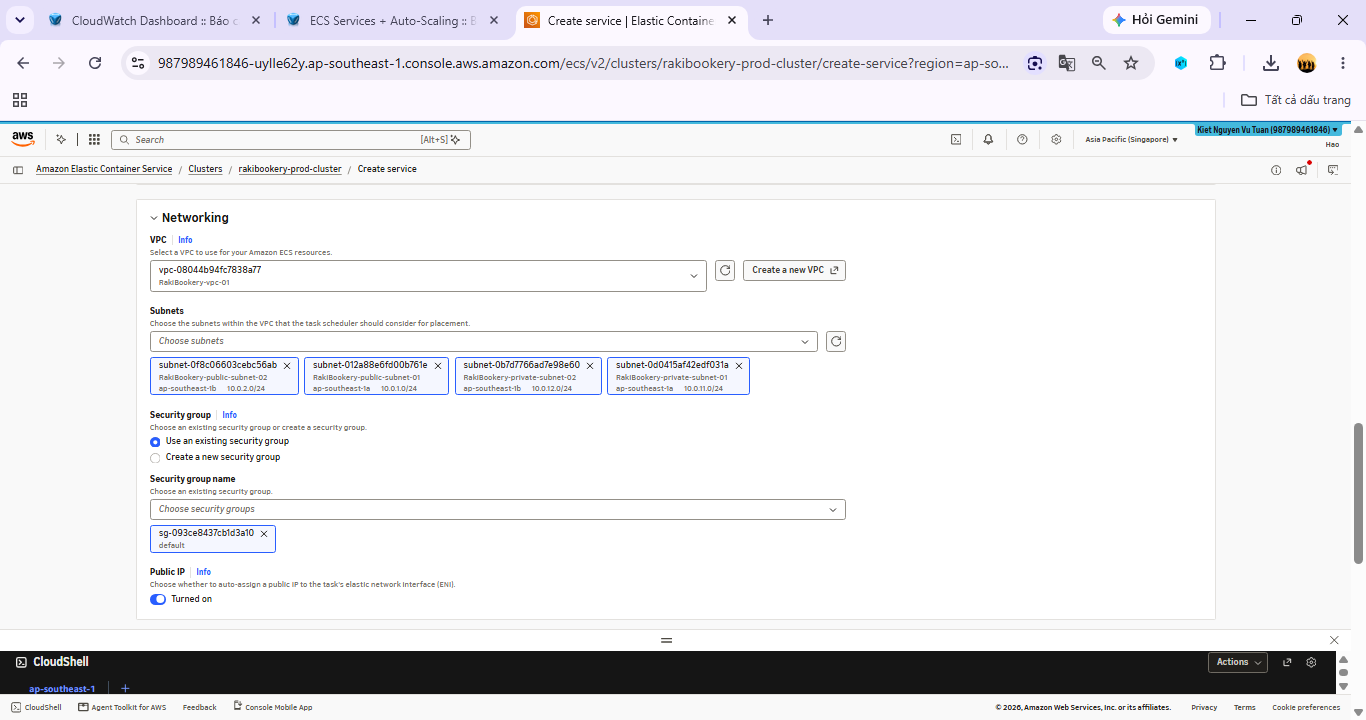 CloudWatch Dashboard :: Báo c
ECS Services + Auto-Scaling :: B
Create service | Elastic Containe
Hỏi Gemini
987989461846-uylle62y.ap-southeast-1.console.aws.amazon.com/ecs/v2/clusters/rakibookery-prod-cluster/create-service?region=ap-so...
Tất cả dấu trang
aws
Search
[Alt+S]
Asia Pacific (Singapore)
Kiet Nguyen Vu Tuan (987989461846)
Hao
Amazon Elastic Container Service / Clusters / rakibookery-prod-cluster / Create service
Networking
VPC | Info
Select a VPC to use for your Amazon ECS resources.
vpc-08044b94fc7838a77
RakiBookery-vpc-01
Create a new VPC
Subnets
Choose the subnets within the VPC that the task scheduler should consider for placement.
Choose subnets
subnet-0f8c06603cebc56ab
RakiBookery-public-subnet-02
ap-southeast-1b 10.0.2.0/24
subnet-012a88e6fd00b761e
RakiBookery-public-subnet-01
ap-southeast-1a 10.0.1.0/24
subnet-0b7d7766ad7e98e60
RakiBookery-private-subnet-02
ap-southeast-1b 10.0.12.0/24
subnet-0d0415af42edf031a
RakiBookery-private-subnet-01
ap-southeast-1a 10.0.11.0/24
Security group | Info
Choose an existing security group or create a security group.
Use an existing security group
Create a new security group
Security group name
Choose an existing security group.
Choose security groups
sg-093ce8437cb1d3a10
default
Public IP | Info
Choose whether to auto-assign a public IP to the task's elastic network interface (ENI).
Turned on
CloudShell
Actions
ap-southeast-1
CloudShell
Agent Toolkit for AWS
Feedback
Console Mobile App
© 2026, Amazon Web Services, Inc. or its affiliates.
Privacy
Terms
Cookie preferences